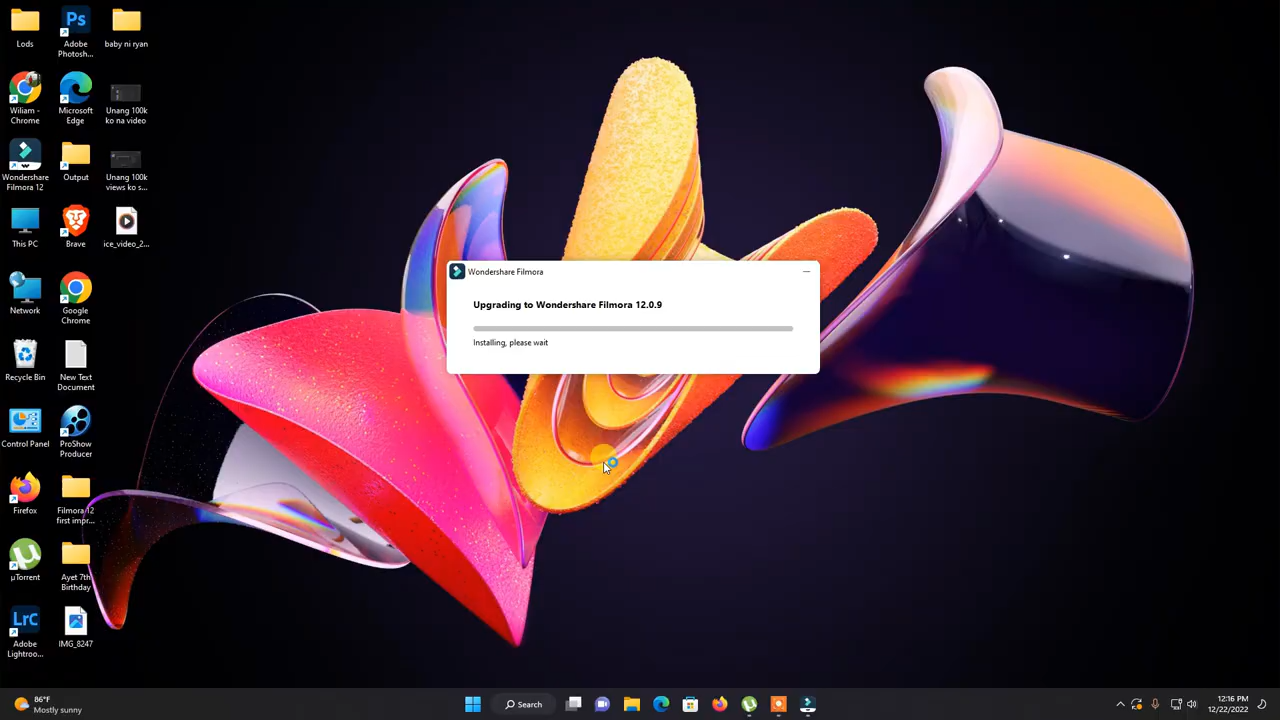 Lods
Adobe
Photosh...
baby ni ryan
Wiliam -
Chrome
Microsoft
Edge
Unang 100k
ko na video
Wondershare
Filmora 12
Output
Unang 100k
views ko s...
This PC
Brave
ice_video_2...
Network
Google
Chrome
Recycle Bin
New Text
Document
Control Panel
ProShow
Producer
Firefox
Filmora 12
first impr...
µTorrent
Ayet 7th
Birthday
Adobe
Lightroo...
IMG_8247
Ps
LrC
Wondershare Filmora
Upgrading to Wondershare Filmora 12.0.9
Installing, please wait
86°F
Mostly sunny
Search
12:16 PM
12/22/2022